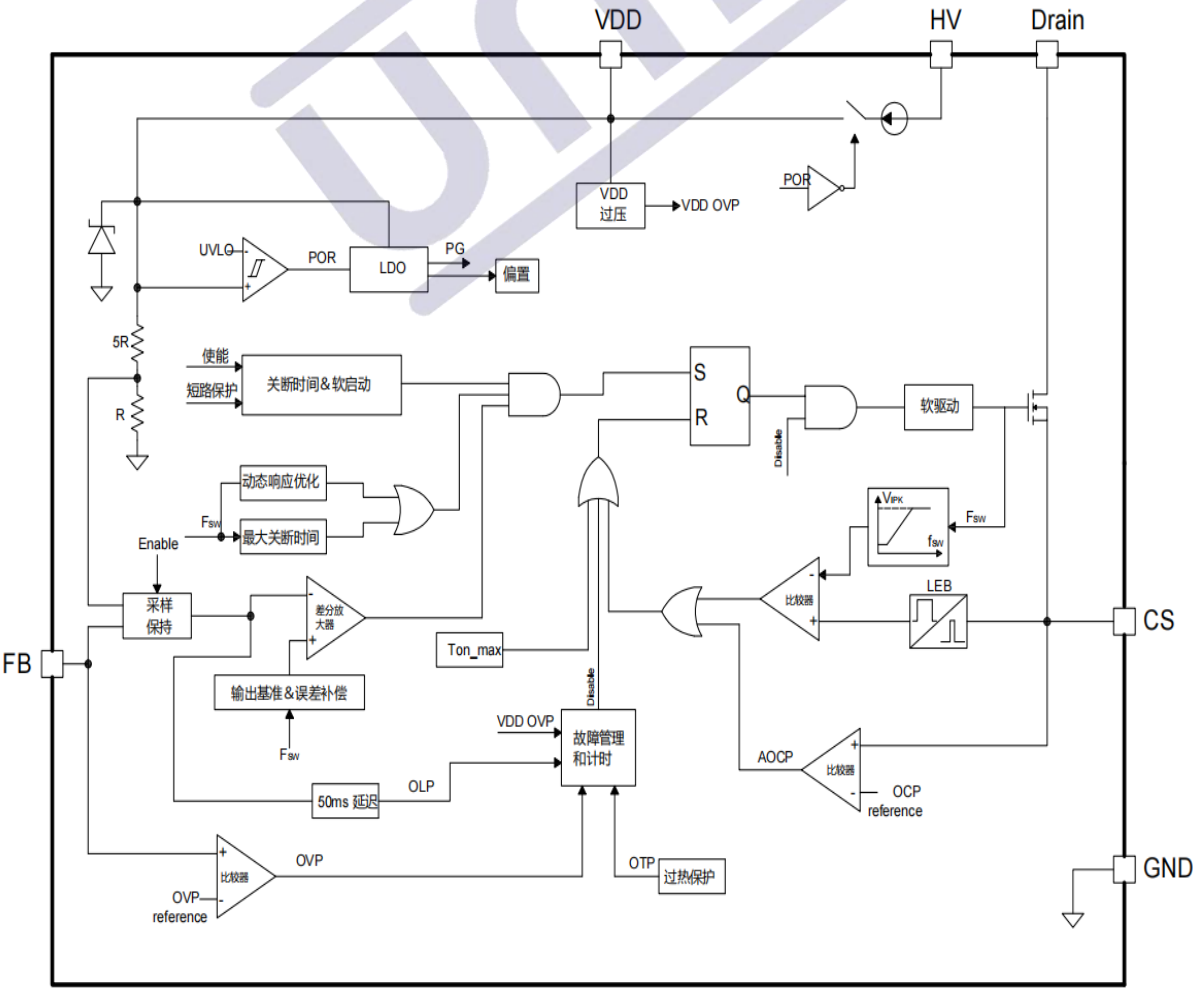 VDD
HV
Drain
POR
VDD
过压
VDD OVP
UVLO
-
+
POR
LDO
PG
偏置
5R
R
使能
短路保护
关断时间&软启动
S
R
Q
Disable
软驱动
动态响应优化
Fsw
最大关断时间
VIPK
fsw
Fsw
Enable
采样
保持
-
差分放
大器
+
-
比较器
+
LEB
CS
FB
Ton_max
输出基准&误差补偿
Fsw
Disable
VDD OVP
故障管理
和计时
AOCP
+
比较器
-
OCP
reference
50ms 延迟
OLP
+
比较器
-
OVP
OVP
reference
OTP
过热保护
GND